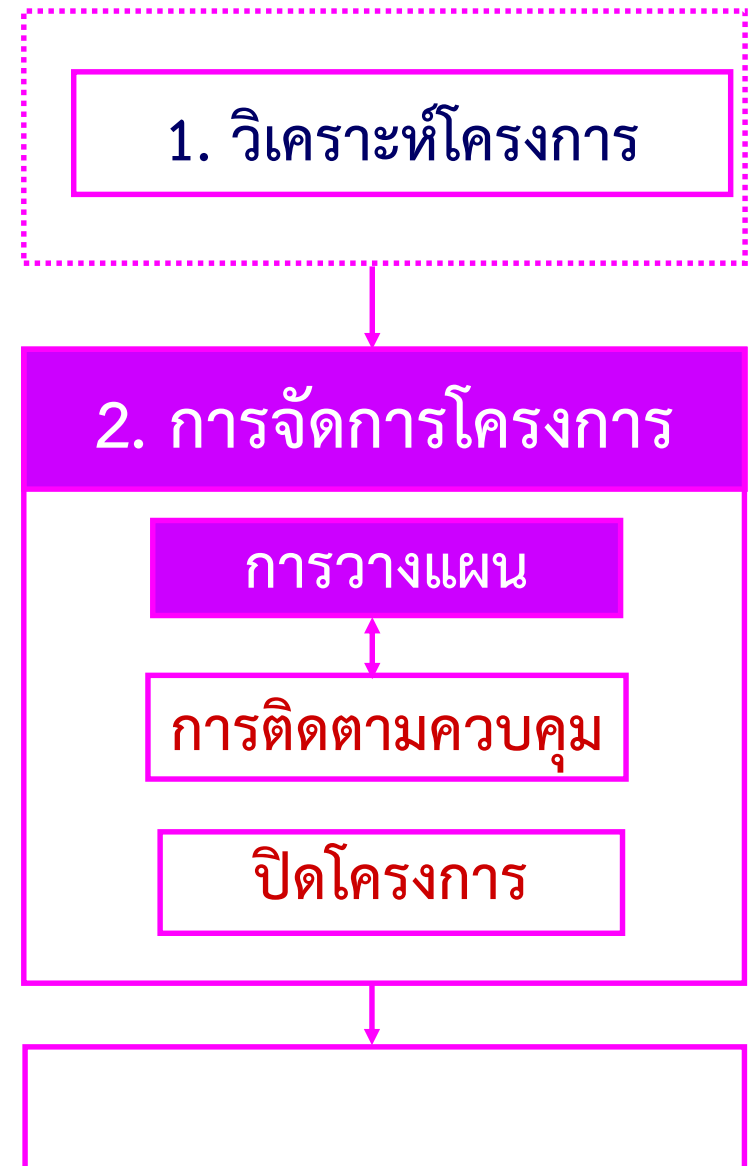 1. วิเคราะห์โครงการ
2. การจัดการโครงการ
การวางแผน
การติดตามควบคุม
ปิดโครงการ